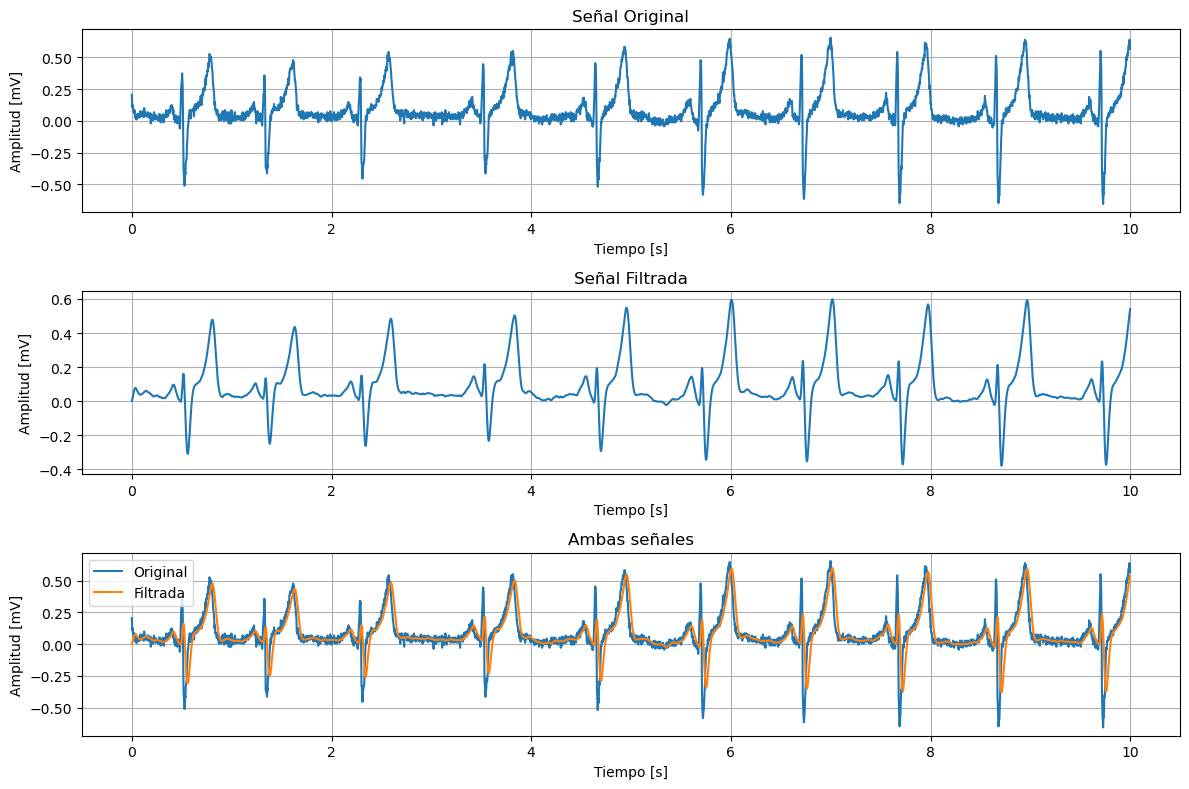 Señal Original
Amplitud [mV]
0.50
0.25
0.00
−0.25
−0.50
0 2 4 6 8 10
Tiempo [s]
Señal Filtrada
Amplitud [mV]
0.6
0.4
0.2
0.0
−0.2
−0.4
0 2 4 6 8 10
Tiempo [s]
Ambas señales
Amplitud [mV]
Original
Filtrada
0.50
0.25
0.00
−0.25
−0.50
0 2 4 6 8 10
Tiempo [s]